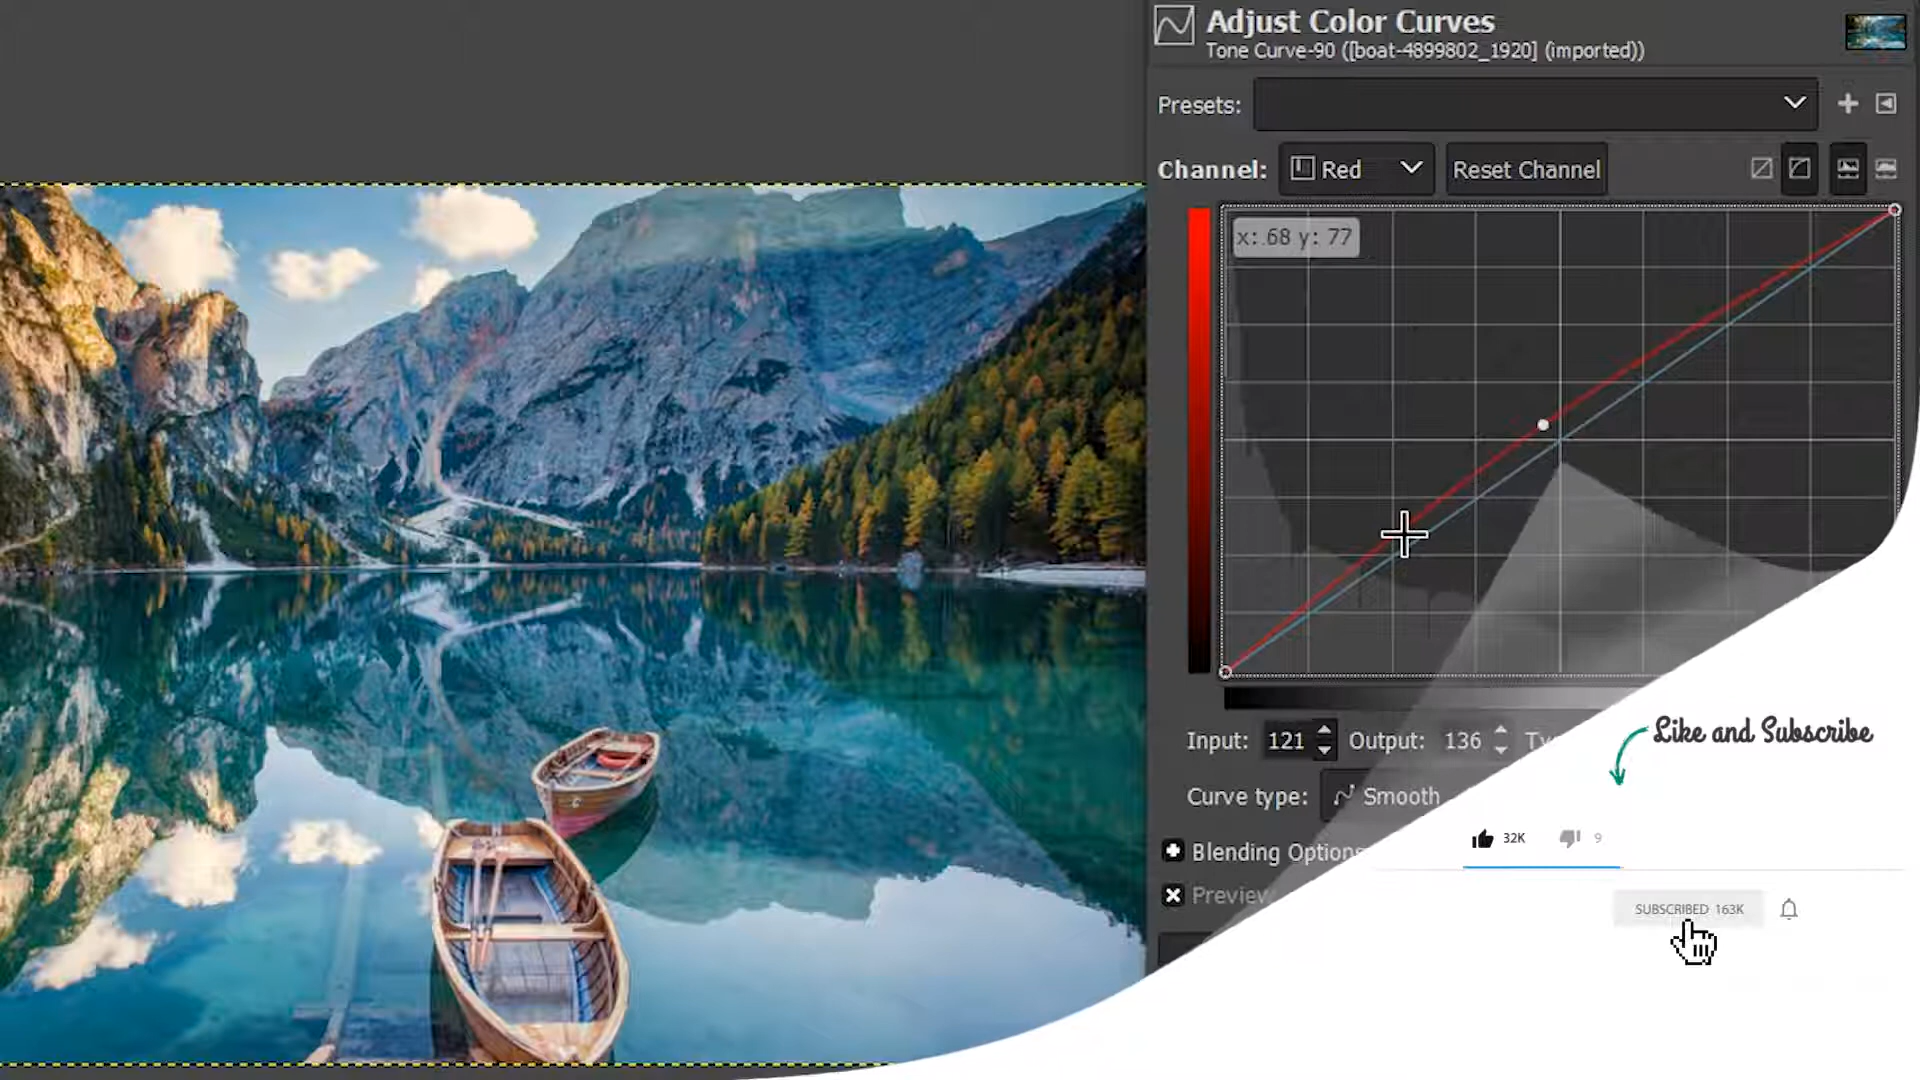 Adjust Color Curves
Tone Curve-90 ([boat-4899802_1920] (imported))
Presets:
Channel: Red Reset Channel
x: 68 y: 77
Input: 121 Output: 136
Curve type: Smooth
Blending Options
Preview
Like and Subscribe
32K 9
SUBSCRIBED 163K